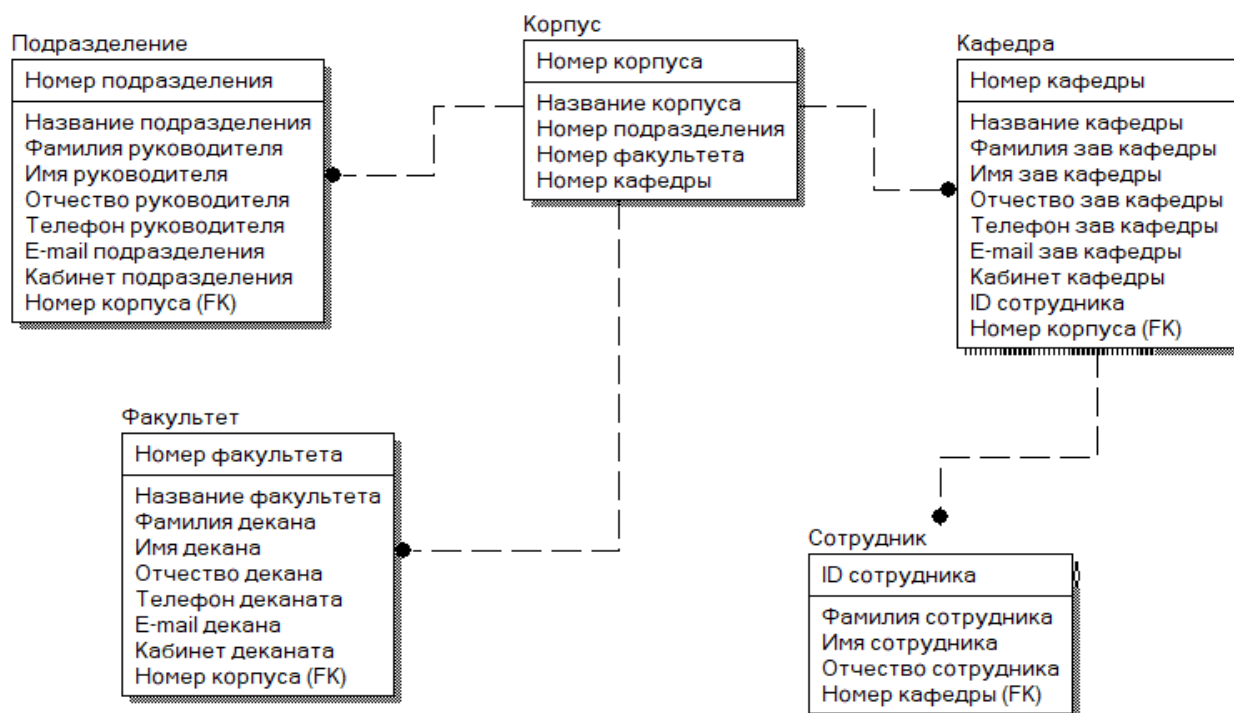 Подразделение
Номер подразделения
Название подразделения
Фамилия руководителя
Имя руководителя
Отчество руководителя
Телефон руководителя
E-mail подразделения
Кабинет подразделения
Номер корпуса (FK)
Корпус
Номер корпуса
Название корпуса
Номер подразделения
Номер факультета
Номер кафедры
Кафедра
Номер кафедры
Название кафедры
Фамилия зав кафедры
Имя зав кафедры
Отчество зав кафедры
Телефон зав кафедры
E-mail зав кафедры
Кабинет кафедры
ID сотрудника
Номер корпуса (FK)
Факультет
Номер факультета
Название факультета
Фамилия декана
Имя декана
Отчество декана
Телефон деканата
E-mail декана
Кабинет деканата
Номер корпуса (FK)
Сотрудник
ID сотрудника
Фамилия сотрудника
Имя сотрудника
Отчество сотрудника
Номер кафедры (FK)